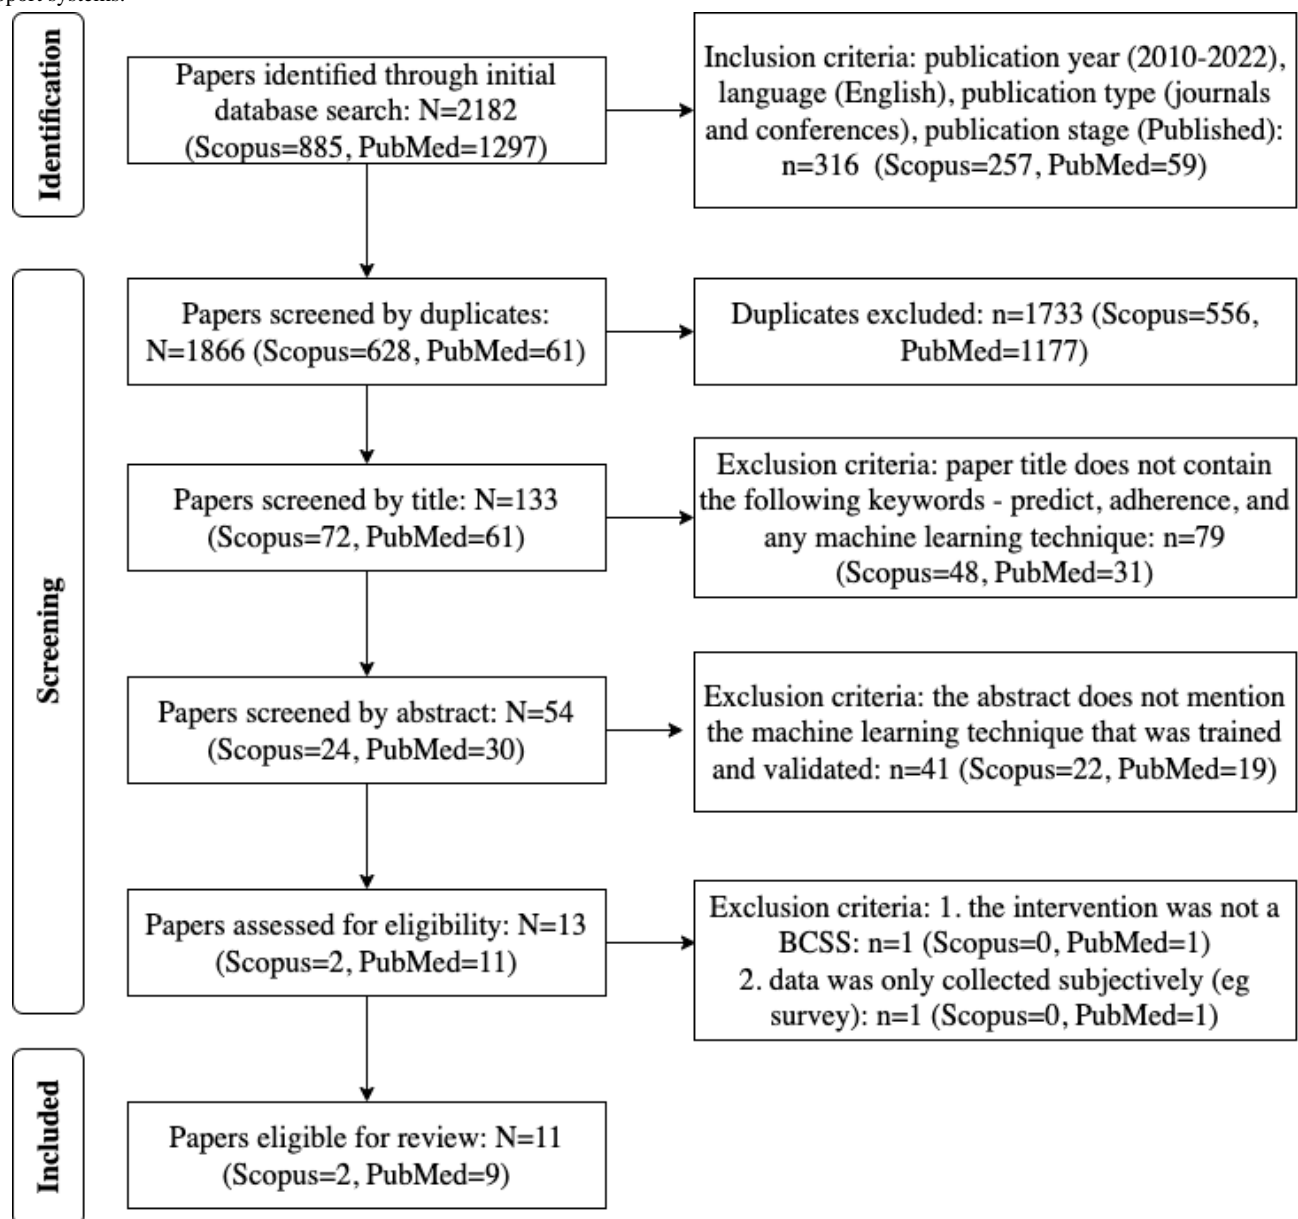 port systems.
Identification
Papers identified through initial
database search: N=2182
(Scopus=885, PubMed=1297)
Inclusion criteria: publication year (2010-2022),
language (English), publication type (journals
and conferences), publication stage (Published):
n=316 (Scopus=257, PubMed=59)
Screening
Papers screened by duplicates:
N=1866 (Scopus=628, PubMed=61)
Duplicates excluded: n=1733 (Scopus=556,
PubMed=1177)
Papers screened by title: N=133
(Scopus=72, PubMed=61)
Exclusion criteria: paper title does not contain
the following keywords - predict, adherence, and
any machine learning technique: n=79
(Scopus=48, PubMed=31)
Papers screened by abstract: N=54
(Scopus=24, PubMed=30)
Exclusion criteria: the abstract does not mention
the machine learning technique that was trained
and validated: n=41 (Scopus=22, PubMed=19)
Papers assessed for eligibility: N=13
(Scopus=2, PubMed=11)
Exclusion criteria: 1. the intervention was not a
BCSS: n=1 (Scopus=0, PubMed=1)
2. data was only collected subjectively (eg
survey): n=1 (Scopus=0, PubMed=1)
Included
Papers eligible for review: N=11
(Scopus=2, PubMed=9)